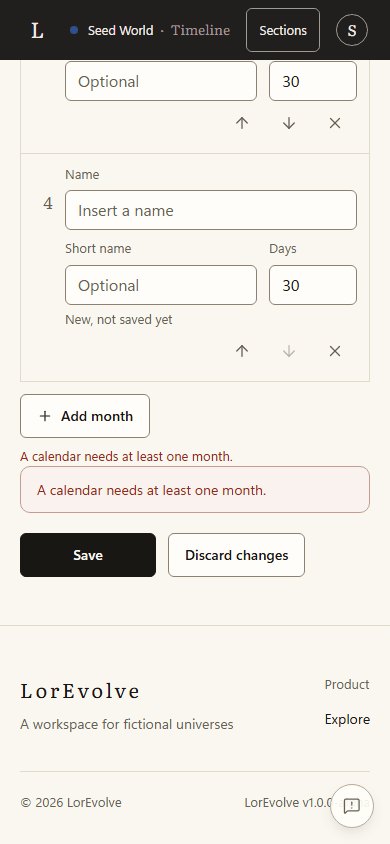 L Seed World · Timeline Sections S
Optional 30
Name
4 Insert a name
Short name Days
Optional 30
New, not saved yet
Add month
A calendar needs at least one month.
A calendar needs at least one month.
Save Discard changes
LorEvolve Product
A workspace for fictional universes Explore
© 2026 LorEvolve LorEvolve v1.0.0